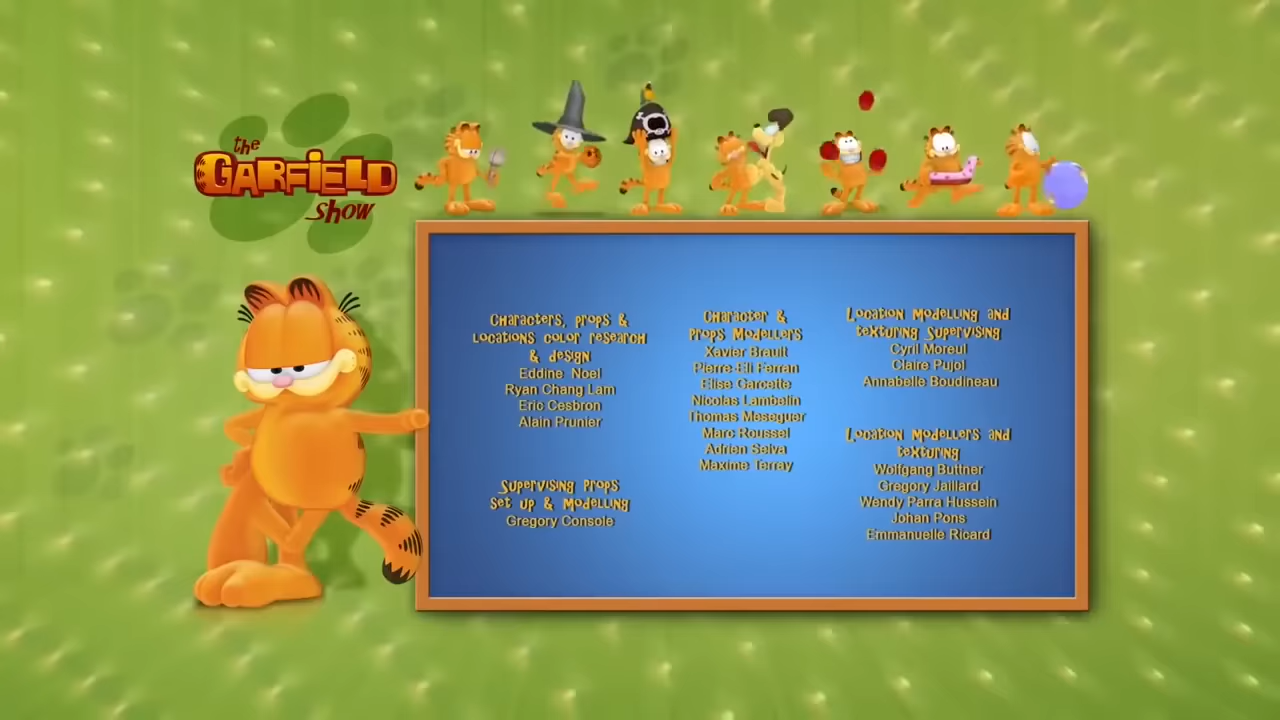 the
GARFIELD
show
Characters, props &
Locations color research
& design
Eddine Noel
Ryan Chang Lam
Eric Cesbron
Alain Prunier
Supervising Props
Set up & Modelling
Gregory Console
Character &
Props Modellers
Xavier Brauit
Pierre-Eli Ferran
Elise Garcette
Nicolas Lambelin
Thomas Meseguer
Marc Roussel
Adrien Selva
Maxime Terray
Location Modelling and
texturing Supervising
Cyril Moreul
Claire Pujol
Annabelle Boudineau
Location Modellers and
texturing
Wolfgang Buttner
Gregory Jaillard
Wendy Parra Hussein
Johan Pons
Emmanuelle Ricard